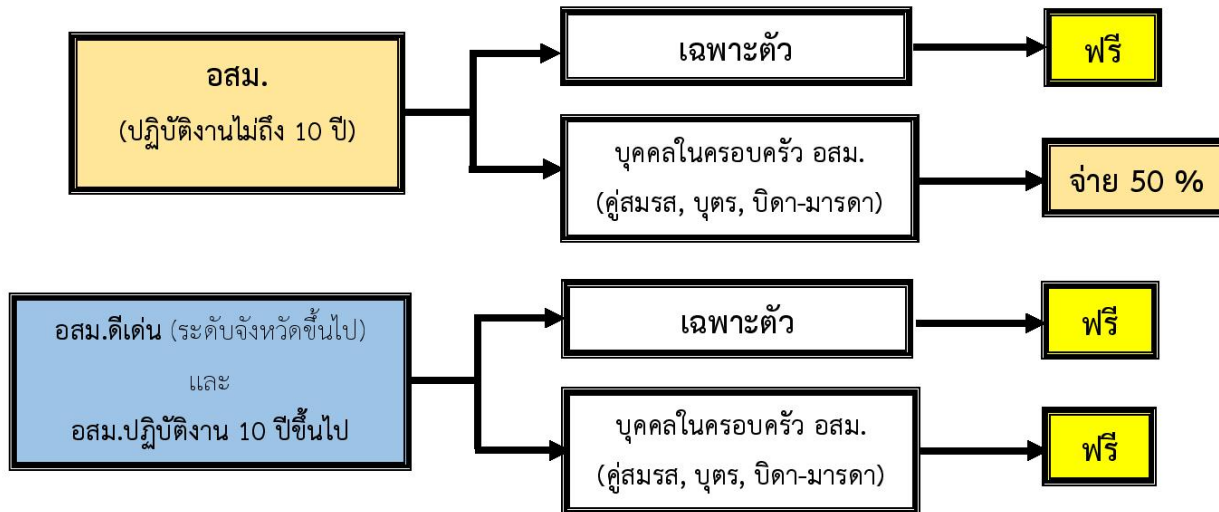 อสม.
(ปฏิบัติงานไม่ถึง 10 ปี)
เฉพาะตัว
ฟรี
บุคคลในครอบครัว อสม.
(คู่สมรส, บุตร, บิดา-มารดา)
จ่าย 50 %
อสม.ดีเด่น (ระดับจังหวัดขึ้นไป)
และ
อสม.ปฏิบัติงาน 10 ปีขึ้นไป
เฉพาะตัว
ฟรี
บุคคลในครอบครัว อสม.
(คู่สมรส, บุตร, บิดา-มารดา)
ฟรี